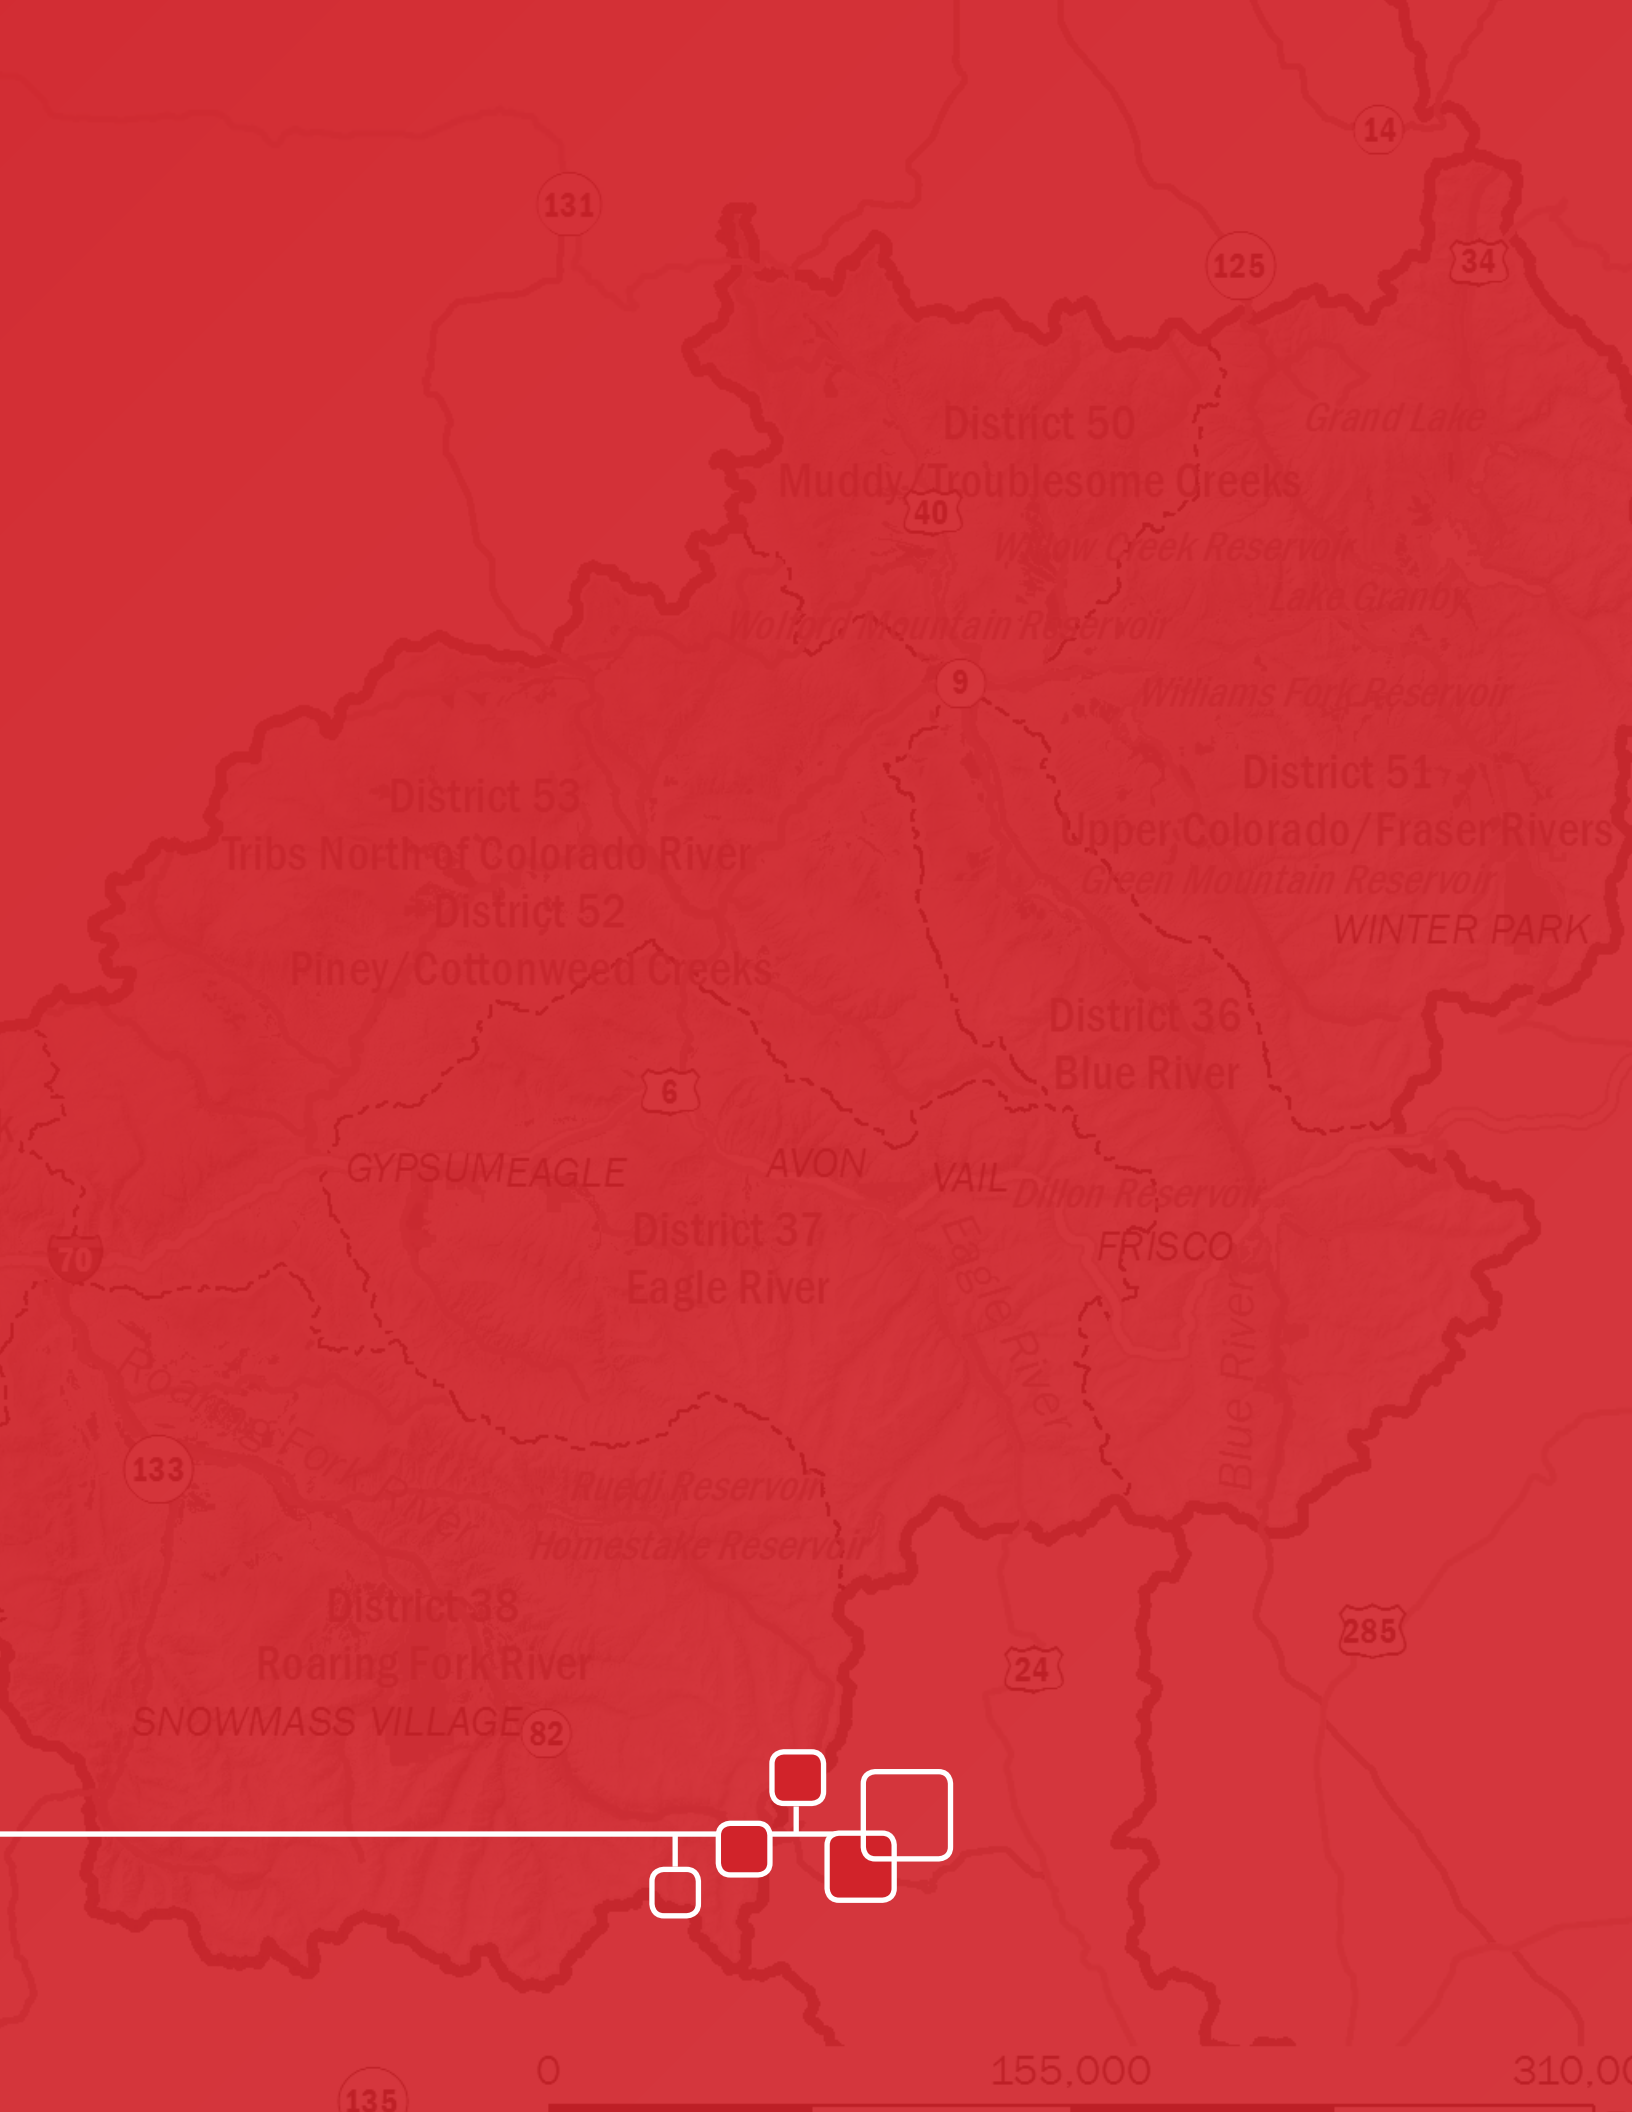 14
131
125
34
District 50
Grand Lake
Muddy/Troublesome Creeks
40
Willow Creek Reservoir
Lake Granby
Wolford Mountain Reservoir
9
Williams Fork Reservoir
District 51
Upper Colorado/Fraser Rivers
District 53
Tribs North of Colorado River
Green Mountain Reservoir
District 52
WINTER PARK
Piney/Cottonweed Creeks
District 36
Blue River
6
GYPSUM
EAGLE
AVON
VAIL
Dillon Reservoir
District 37
Eagle River
FRISCO
70
Eagle River
Blue River
Roaring Fork River
133
Ruedi Reservoir
Homestake Reservoir
District 38
Roaring Fork River
285
24
SNOWMASS VILLAGE
82
0
155,000
135